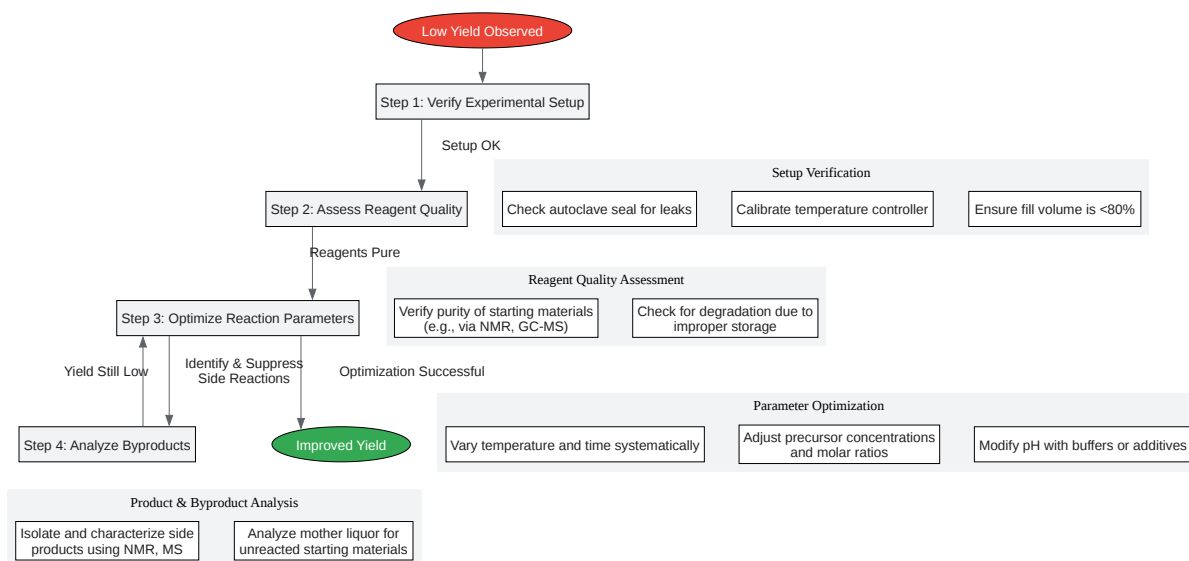 Low Yield Observed
Step 1: Verify Experimental Setup
Setup OK
Setup Verification
Step 2: Assess Reagent Quality
Check autoclave seal for leaks
Calibrate temperature controller
Ensure fill volume is <80%
Reagents Pure
Reagent Quality Assessment
Step 3: Optimize Reaction Parameters
Verify purity of starting materials
(e.g., via NMR, GC-MS)
Check for degradation due to
improper storage
Yield Still Low
Identify & Suppress
Side Reactions
Optimization Successful
Parameter Optimization
Step 4: Analyze Byproducts
Improved Yield
Vary temperature and time systematically
Adjust precursor concentrations
and molar ratios
Modify pH with buffers or additives
Product & Byproduct Analysis
Isolate and characterize side
products using NMR, MS
Analyze mother liquor for
unreacted starting materials